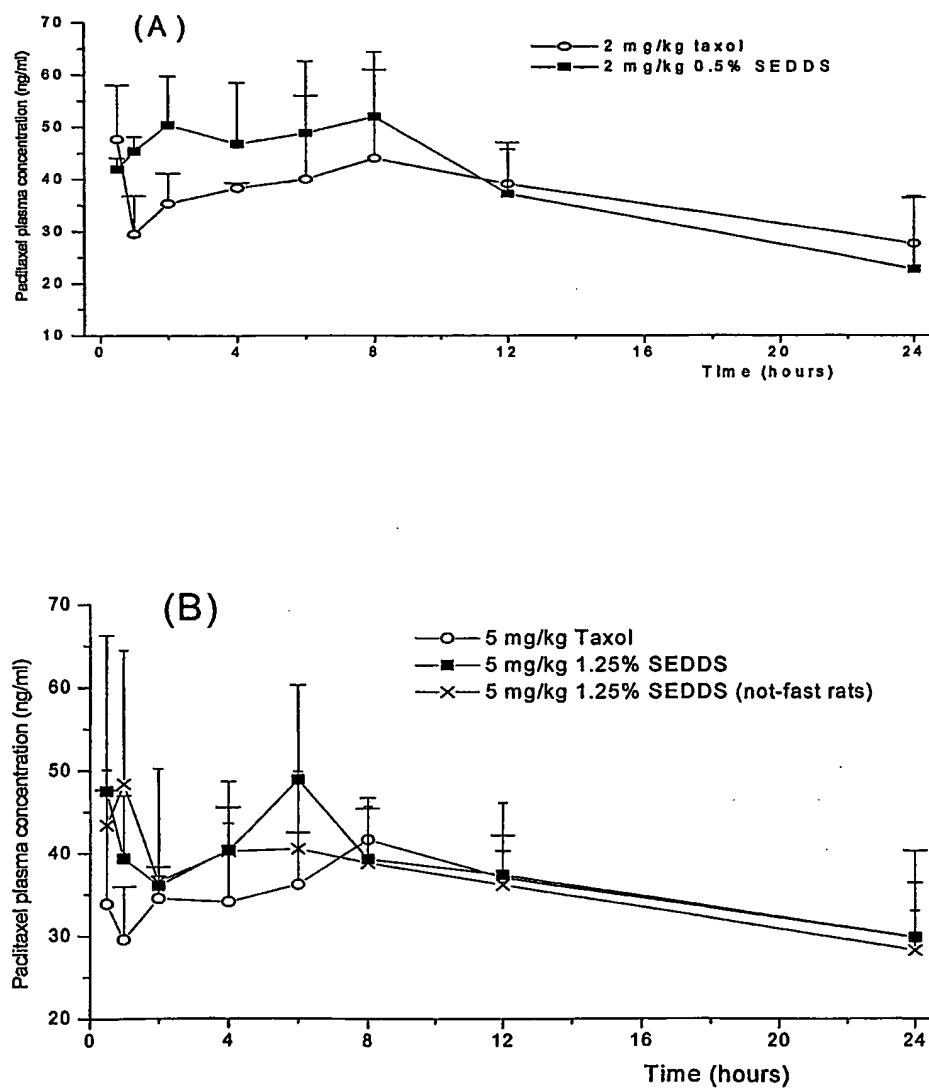 (A)
70
60
50
40
30
20
10
Paclitaxel plasma concentration (ng/ml)
2 mg/kg taxol
2 mg/kg 0.5% SEDDS
0 4 8 12 16 20 24
Time (hours)
(B)
70
60
50
40
30
20
Paclitaxel plasma concentration (ng/ml)
5 mg/kg Taxol
5 mg/kg 1.25% SEDDS
5 mg/kg 1.25% SEDDS (not-fast rats)
0 4 8 12 16 20 24
Time (hours)